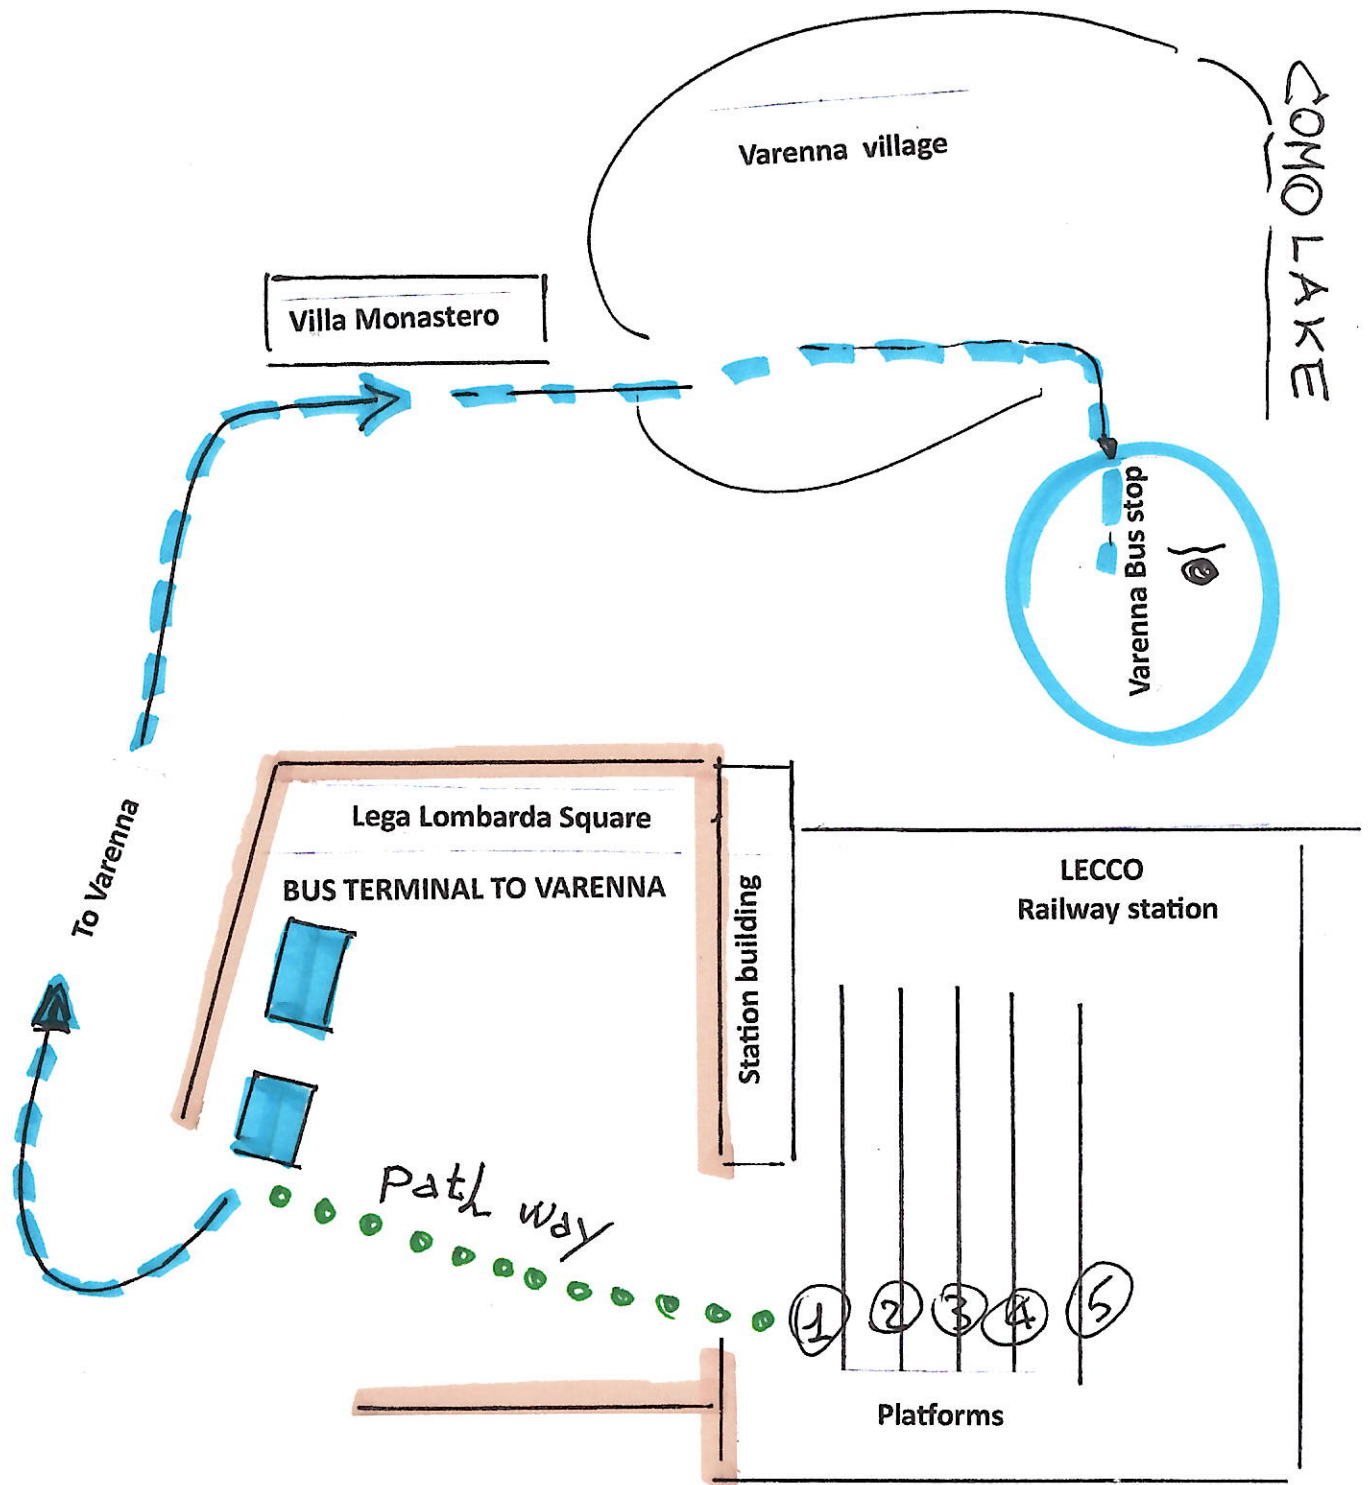 COMO LAKE
Varenna village
Villa Monastero
Varenna Bus stop
To Varenna
Lega Lombarda Square
BUS TERMINAL TO VARENNA
Station building
LECCO
Railway station
Path way
1 2 3 4 5
Platforms